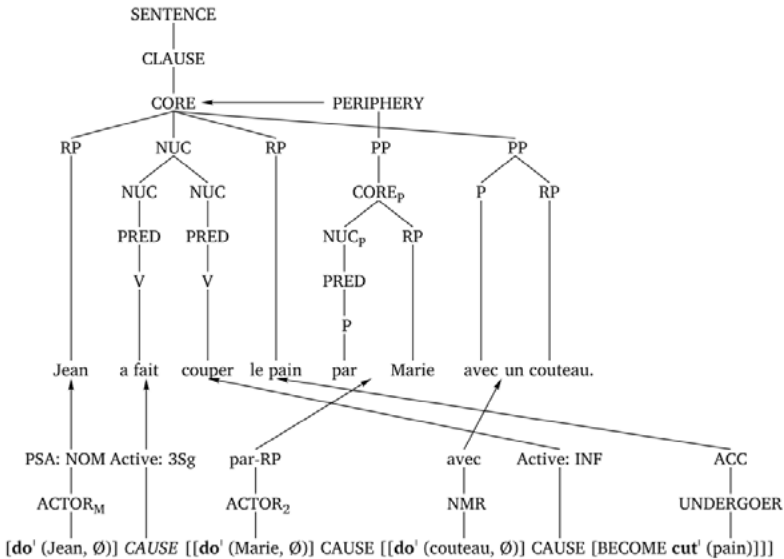 SENTENCE
CLAUSE
CORE PERIPHERY
RP NUC RP PP PP
NUC NUC COREP P RP
PRED PRED NUCP RP
V V PRED
P
Jean a fait couper le pain par Marie avec un couteau.
PSA: NOM Active: 3Sg par-RP avec Active: INF ACC
ACTORM ACTOR2 NMR UNDERGOER
[do' (Jean, Ø)] CAUSE [[do' (Marie, Ø)] CAUSE [[do' (couteau, Ø)] CAUSE [BECOME cut' (pain)]]]